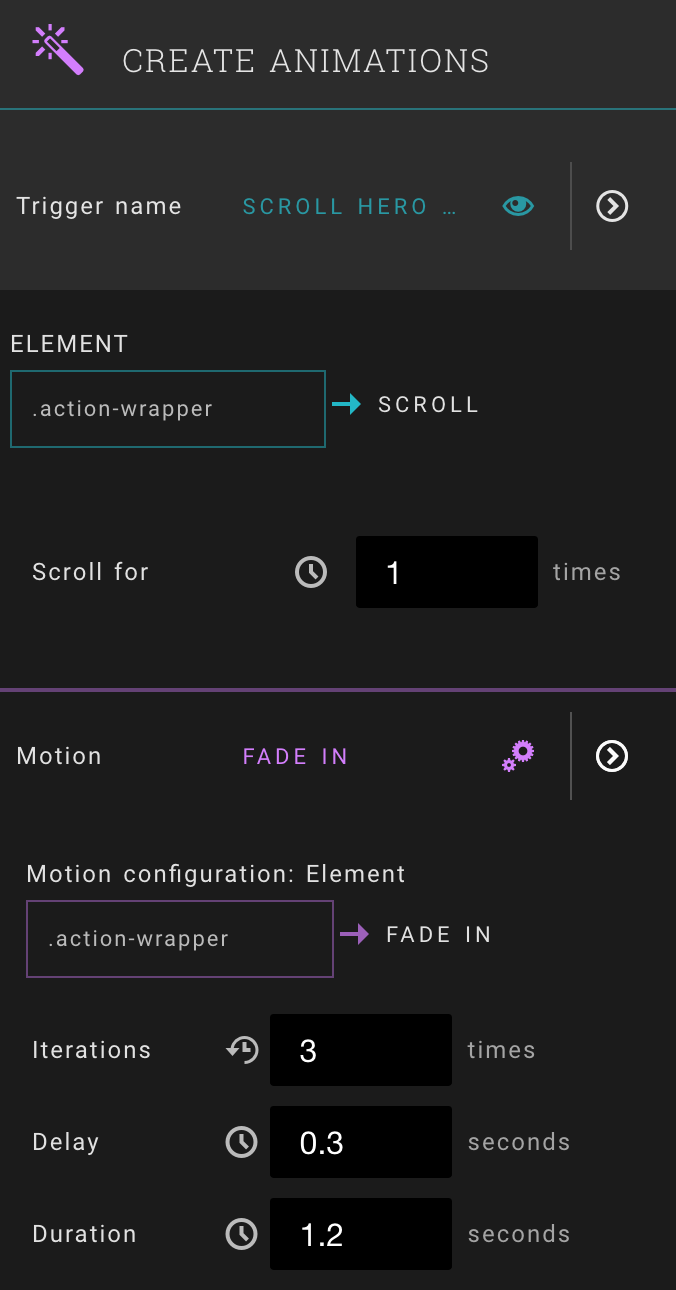 CREATE ANIMATIONS
Trigger name SCROLL HERO ...
ELEMENT
.action-wrapper SCROLL
Scroll for 1 times
Motion FADE IN
Motion configuration: Element
.action-wrapper FADE IN
Iterations 3 times
Delay 0.3 seconds
Duration 1.2 seconds